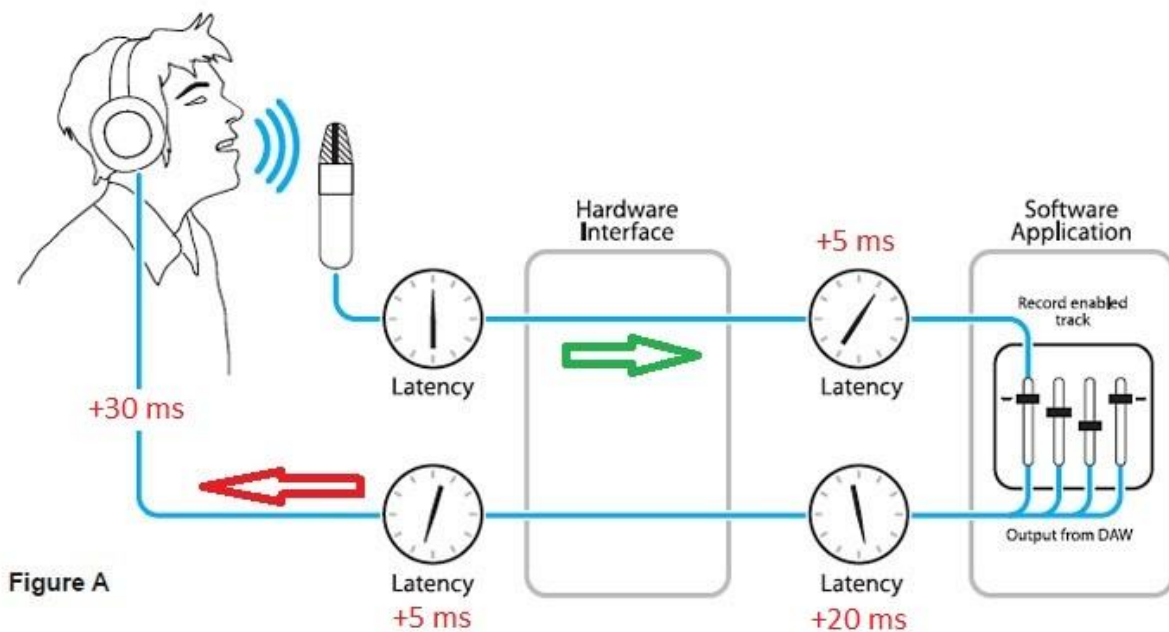 Hardware
Interface
+5 ms
Software
Application
Record enabled
track
Latency
Latency
+30 ms
Output from DAW
Figure A
Latency
+5 ms
Latency
+20 ms